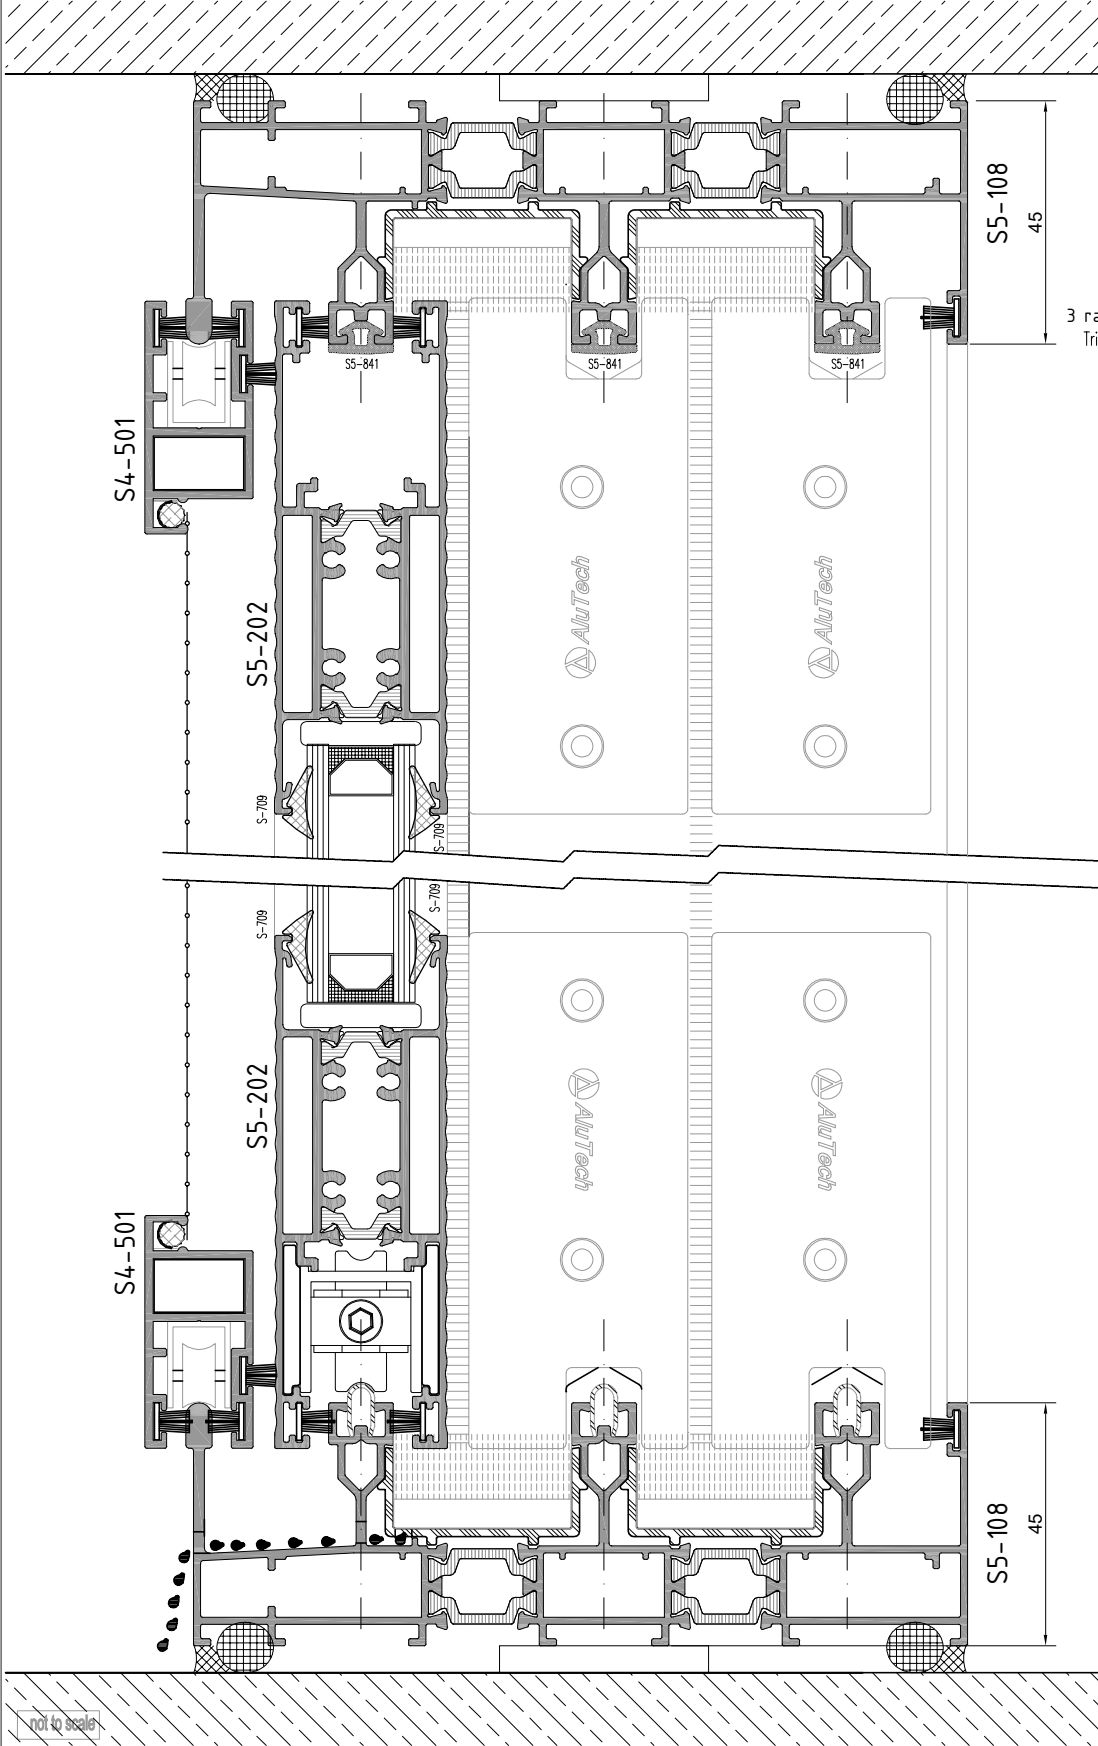 S5-108
45
3 ra
Tri
S5-841
S5-841
S5-841
S4-501
S5-202
AluTech
AluTech
S-709
S-709
S-709
S-709
S5-202
AluTech
AluTech
S4-501
S5-108
45
not to scale